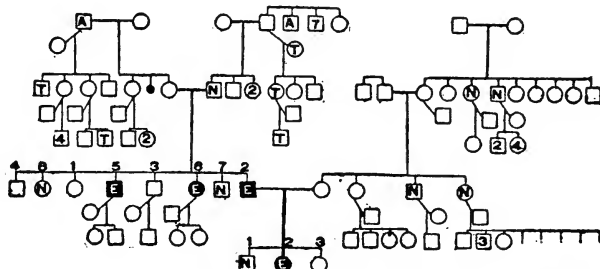 A A 7
T
T N 2 T N N
4 T 2 T 2 4
4 6 1 5 3 6 7 2
N E E N E N N
3
1 2 3
N E